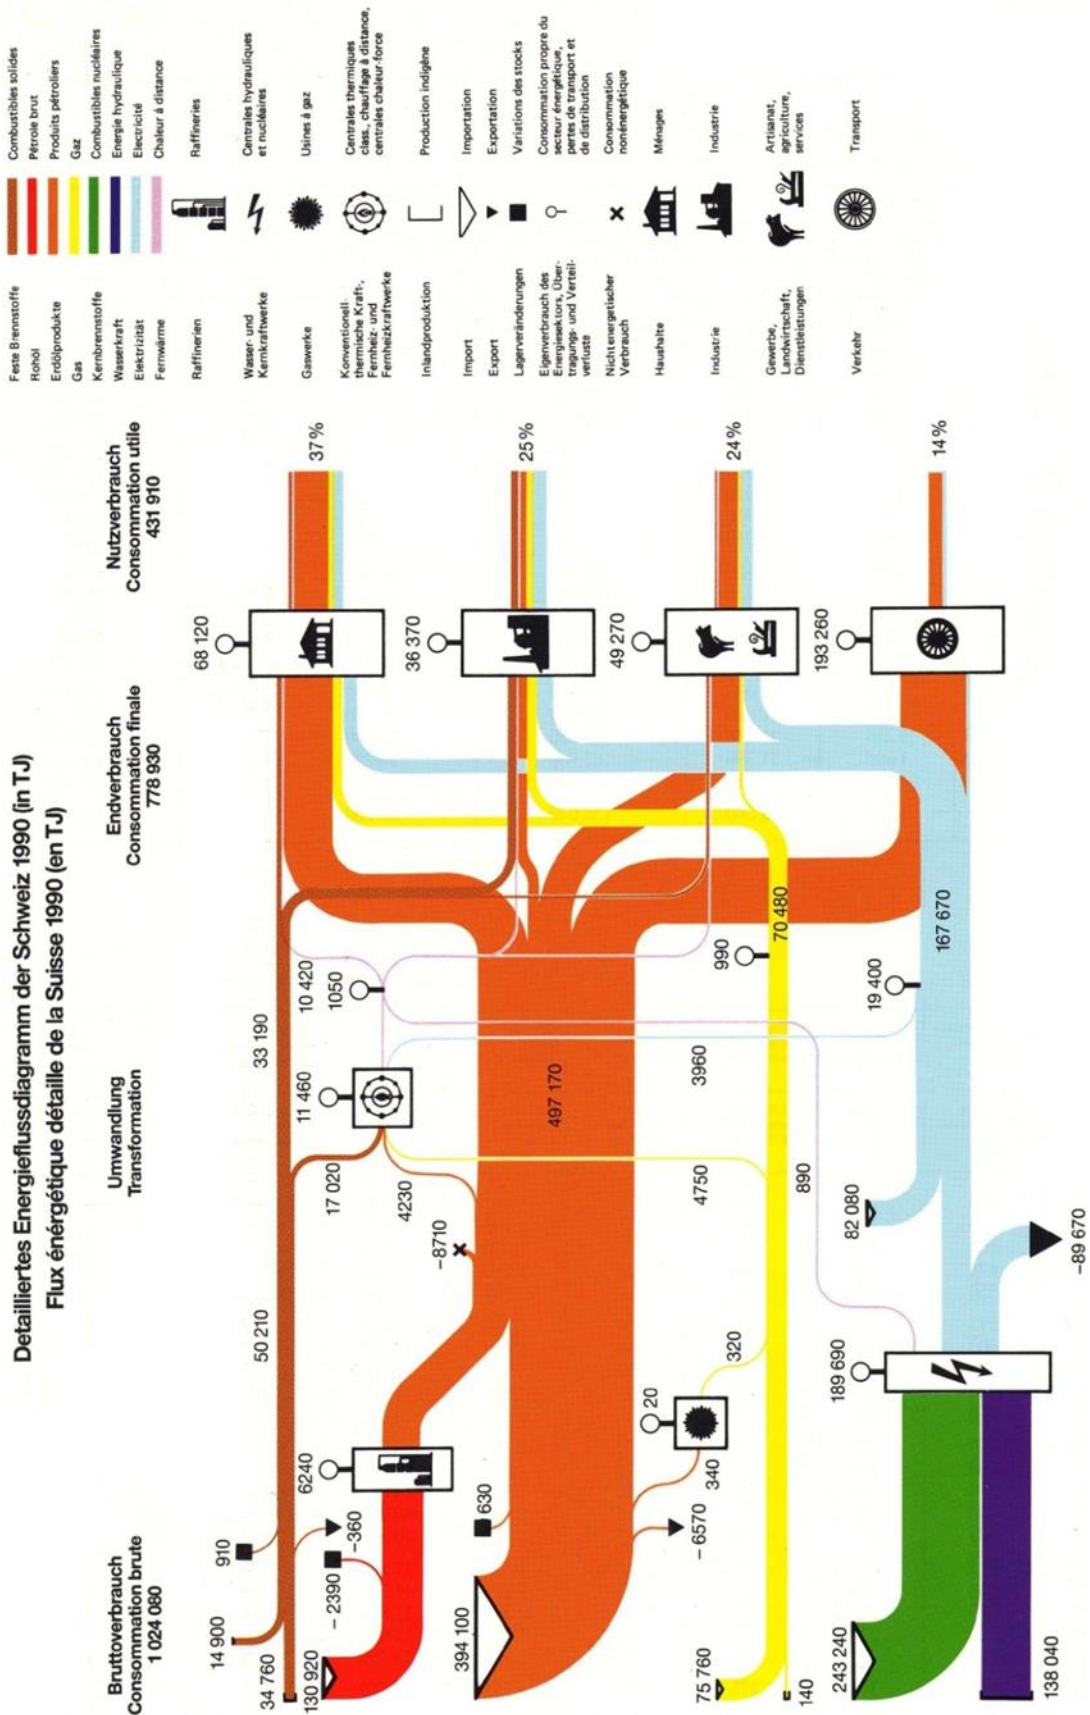 Detailliertes Energieflussdiagramm der Schweiz 1990 (in TJ)
Flux énérgétique détaille de la Suisse 1990 (en TJ)
Bruttoverbrauch
Consommation brute
1 024 080
Umwandlung
Transformation
Endverbrauch
Consommation finale
778 930
Nutzverbrauch
Consommation utile
431 910
14 900
910
34 760
50 210
33 190
130 920
– 2390
–360
6240
17 020
11 460
10 420
1050
4230
–8710
394 100
630
497 170
– 6570
340
20
320
4750
3960
990
70 480
75 760
140
890
243 240
138 040
189 690
82 080
–89 670
19 400
167 670
68 120
37 %
36 370
25 %
49 270
24 %
193 260
14 %
Feste Brennstoffe
Combustibles solides
Rohöl
Pétrole brut
Erdölprodukte
Produits pétroliers
Gas
Gaz
Kernbrennstoffe
Combustibles nucléaires
Wasserkraft
Energie hydraulique
Elektrizität
Electricité
Fernwärme
Chaleur à distance
Raffinerien
Raffineries
Wasser- und
Kernkraftwerke
Centrales hydrauliques
et nucléaires
Gaswerke
Usines à gaz
Konventionell-
thermische Kraft-,
Fernheiz- und
Fernheizkraftwerke
Centrales thermiques
class., chauffage à distance,
centrales chaleur-force
Inlandproduktion
Production indigène
Import
Importation
Export
Exportation
Lagerveränderungen
Variations des stocks
Eigenverbrauch des
Energiesektors, Über-
tragungs- und Verteil-
verluste
Consommation propre du
secteur énergétique,
pertes de transport et
de distribution
Nichtenergetischer
Verbrauch
Consommation
nonénergétique
Haushalte
Ménages
Industrie
Industrie
Gewerbe,
Landwirtschaft,
Dienstleistungen
Artisanat,
agriculture,
services
Verkehr
Transport